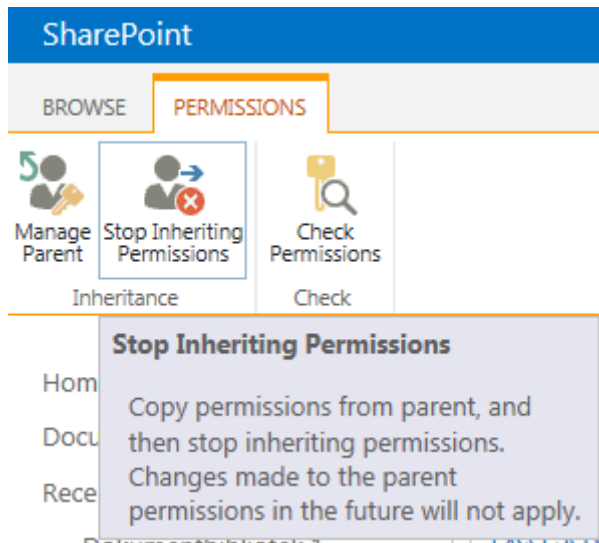 SharePoint
BROWSE
PERMISSIONS
Manage
Parent
Stop Inheriting
Permissions
Check
Permissions
Inheritance
Check
Stop Inheriting Permissions
Hom
Copy permissions from parent, and
Docu
then stop inheriting permissions.
Changes made to the parent
Rece
permissions in the future will not apply.